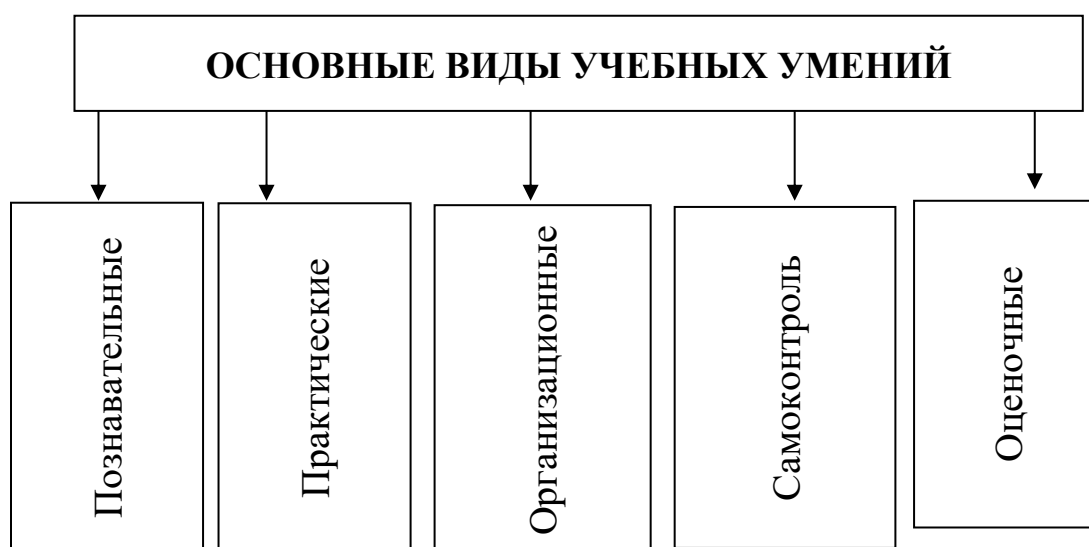 ОСНОВНЫЕ ВИДЫ УЧЕБНЫХ УМЕНИЙ
Познавательные
Практические
Организационные
Самоконтроль
Оценочные